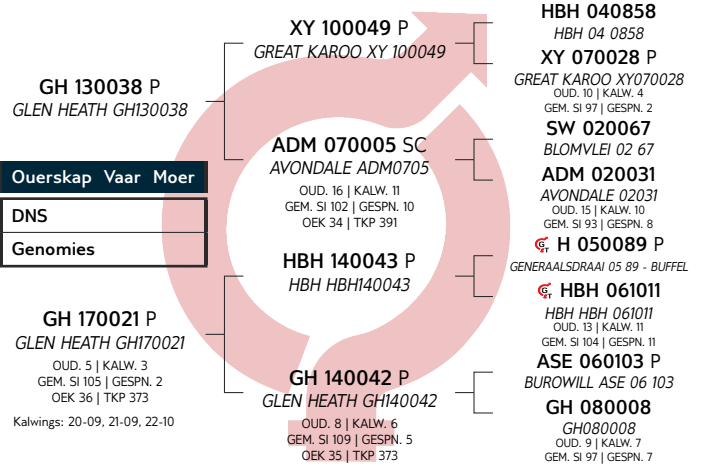 GH 130038 P
GLEN HEATH GH130038
Ouerskap Vaar Moer
DNS
Genomies
GH 170021 P
GLEN HEATH GH170021
OUD. 5 | KALW. 3
GEM. SI 105 | GESPN. 2
OEK 36 | TKP 373
Kalwings: 20-09, 21-09, 22-10
XY 100049 P
GREAT KAROO XY 100049
ADM 070005 SC
AVONDALE ADM0705
OUD. 16 | KALW. 11
GEM. SI 102 | GESPN. 10
OEK 34 | TKP 391
HBH 140043 P
HBH HBH140043
GH 140042 P
GLEN HEATH GH140042
OUD. 8 | KALW. 6
GEM. SI 109 | GESPN. 5
OEK 35 | TKP 373
HBH 040858
HBH 04 0858
XY 070028 P
GREAT KAROO XY070028
OUD. 10 | KALW. 4
GEM. SI 97 | GESPN. 2
SW 020067
BLOMVLEI 02 67
ADM 020031
AVONDALE 02031
OUD. 15 | KALW. 10
GEM. SI 93 | GESPN. 8
GT H 050089 P
GENERAALSDRAAI 05 89 - BUFFEL
GT HBH 061011
HBH HBH 061011
OUD. 13 | KALW. 11
GEM. SI 104 | GESPN. 11
ASE 060103 P
BUROWILL ASE 06 103
GH 080008
GH080008
OUD. 9 | KALW. 7
GEM. SI 97 | GESPN. 7